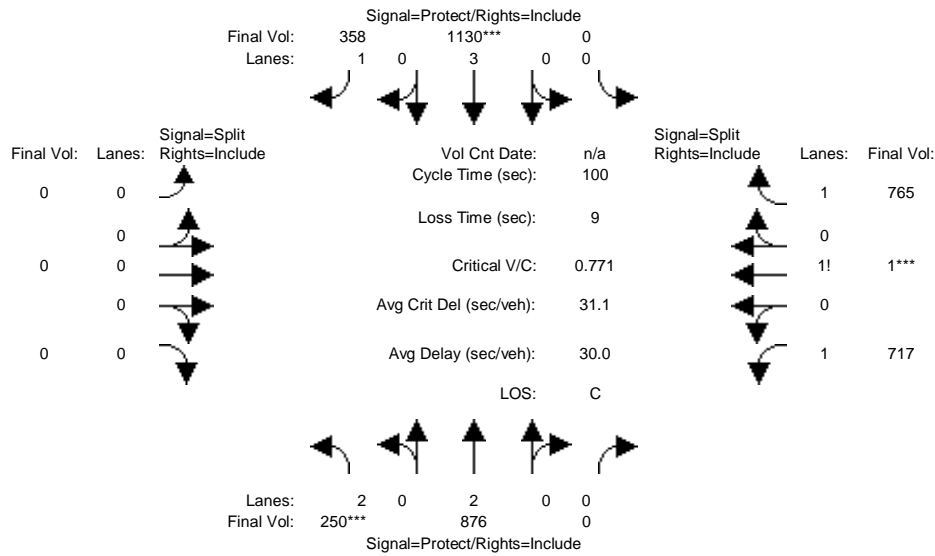 Signal=Protect/Rights=Include
Final Vol: 358 1130*** 0
Lanes: 1 0 3 0 0
Signal=Split
Final Vol: Lanes: Rights=Include
Vol Cnt Date: n/a
Signal=Split
Rights=Include Lanes: Final Vol:
Cycle Time (sec): 100
0 0
1 765
Loss Time (sec): 9
0
0
0 0
Critical V/C: 0.771
1! 1***
0
Avg Crit Del (sec/veh): 31.1
0
0 0
Avg Delay (sec/veh): 30.0
1 717
LOS: C
Lanes: 2 0 2 0 0
Final Vol: 250*** 876 0
Signal=Protect/Rights=Include